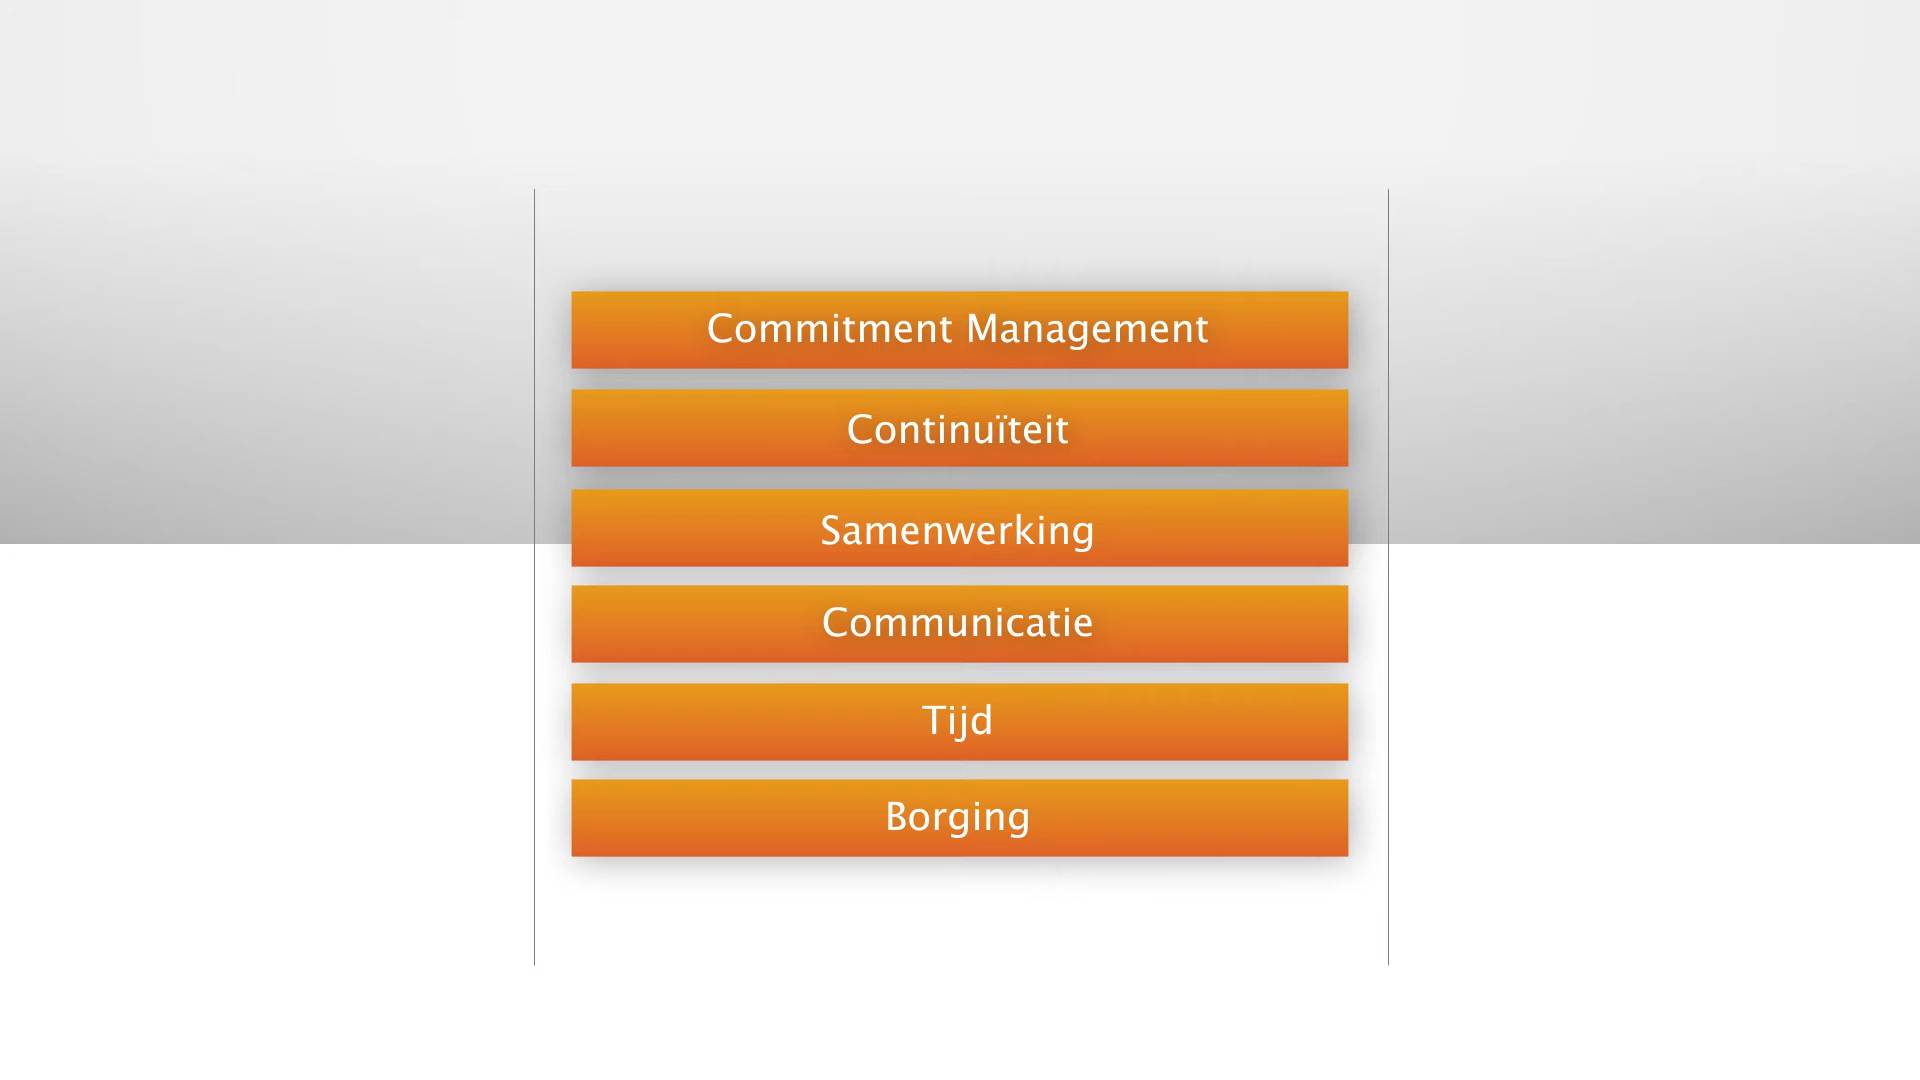 Commitment Management
Continuïteit
Samenwerking
Communicatie
Tijd
Borging